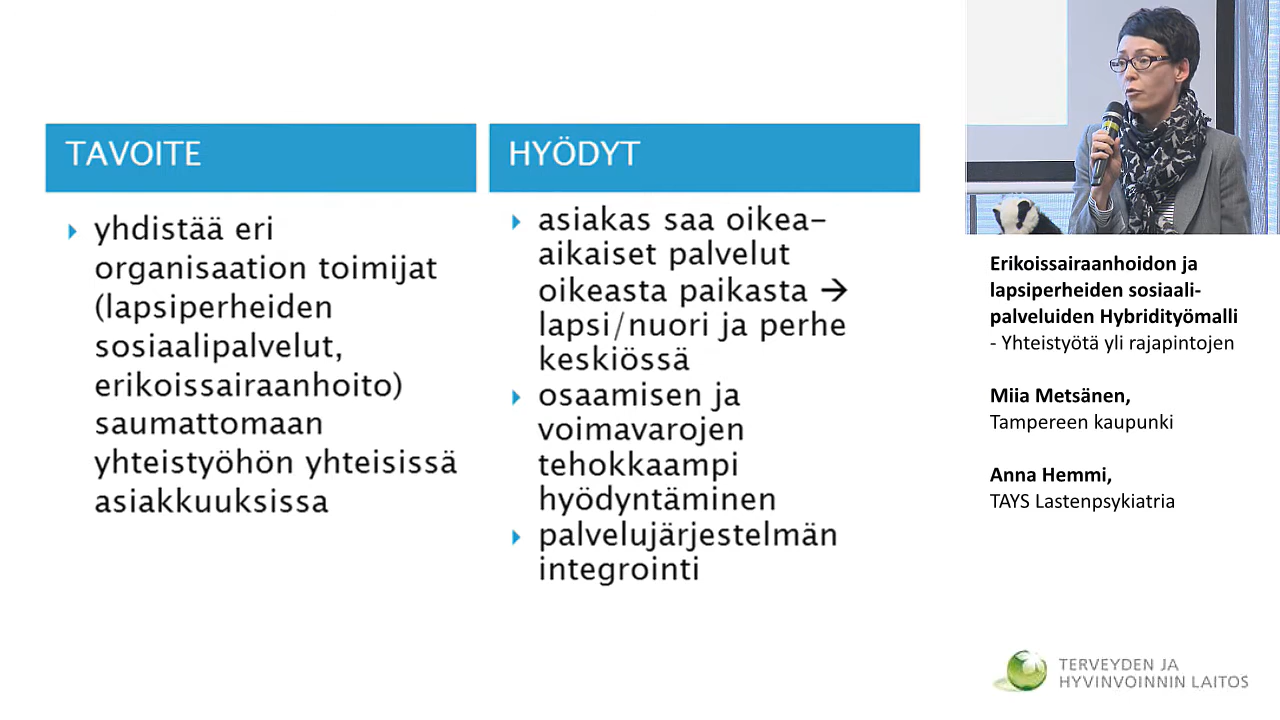 TAVOITE
yhdistää eri
organisaation toimijat
(lapsiperheiden
sosiaalipalvelut,
erikoissairaanhoito)
saumattomaan
yhteistyöhön yhteisissä
asiakkuuksissa
HYÖDYT
asiakas saa oikea-
aikaiset palvelut
oikeasta paikasta →
lapsi/nuori ja perhe
keskiössä
osaamisen ja
voimavarojen
tehokkaampi
hyödyntäminen
palvelujärjestelmän
integrointi
Erikoissairaanhoidon ja
lapsiperheiden sosiaali-
palveluiden Hybridityömalli
- Yhteistyötä yli rajapintojen
Miia Metsänen,
Tampereen kaupunki
Anna Hemmi,
TAYS Lastenpsykiatria
TERVEYDEN JA
HYVINVOINNIN LAITOS